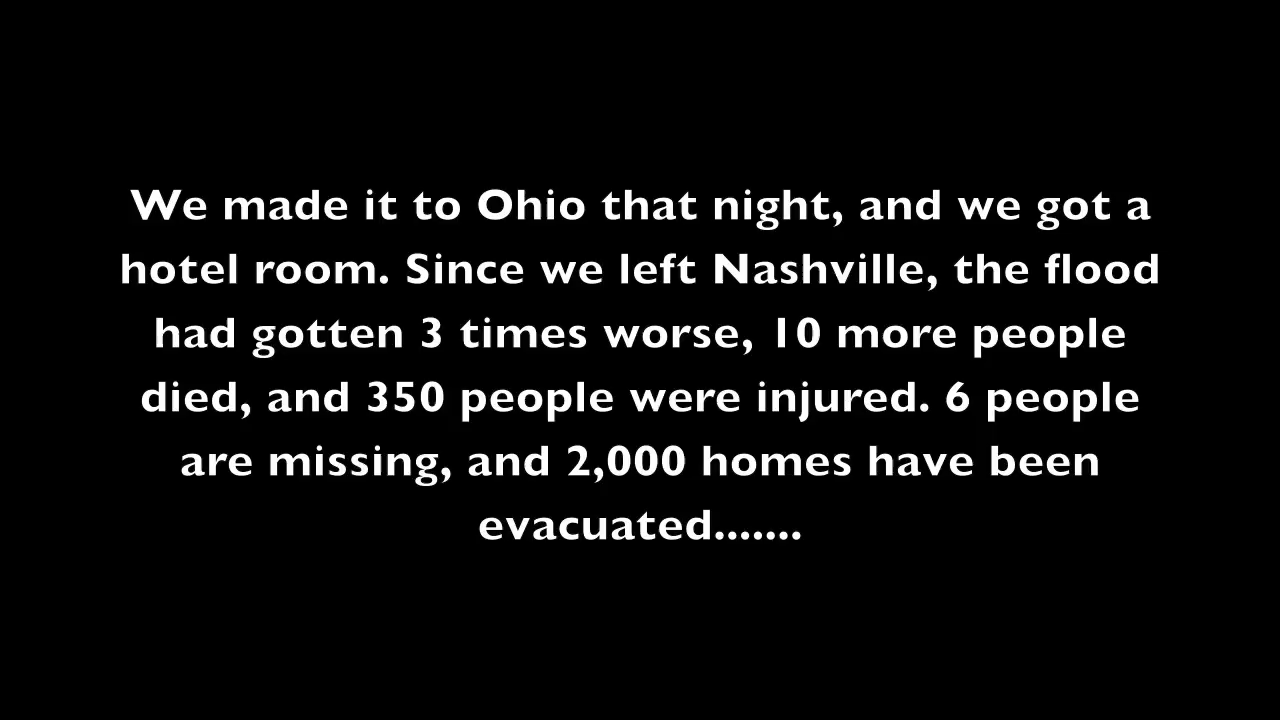 We made it to Ohio that night, and we got a
hotel room. Since we left Nashville, the flood
had gotten 3 times worse, 10 more people
died, and 350 people were injured. 6 people
are missing, and 2,000 homes have been
evacuated.......